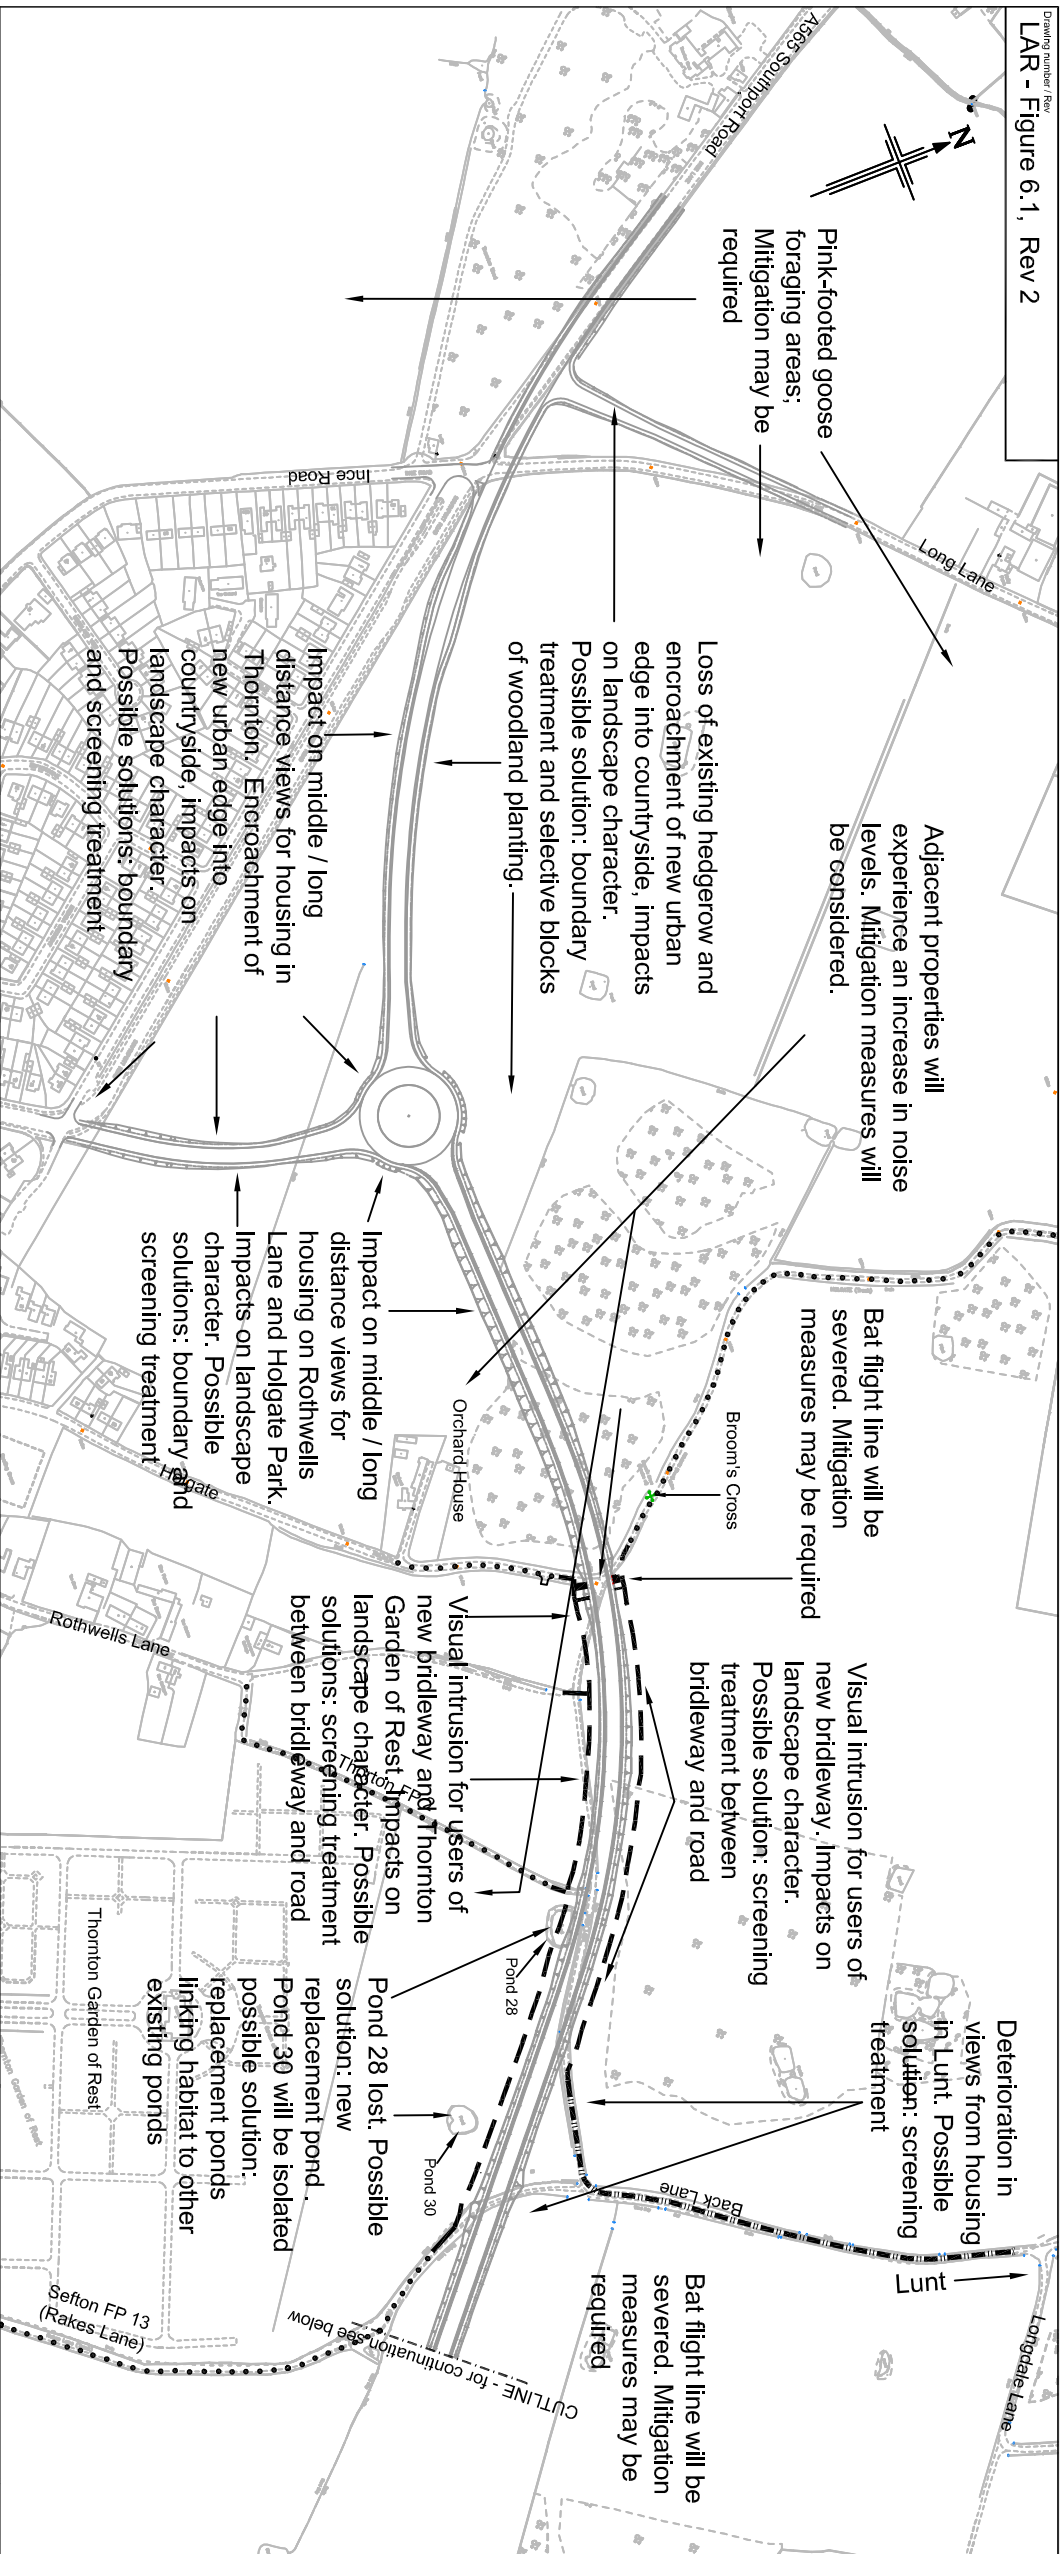 Drawing number / Rev
LAR - Figure 6.1, Rev 2
N
A565 Southport Road
Pink-footed goose
foraging areas;
Mitigation may be
required
Ince Road
Long Lane
Loss of existing hedgerow and
encroachment of new urban
edge into countryside, impacts
on landscape character.
Possible solution: boundary
treatment and selective blocks
of woodland planting.
Impact on middle / long
distance views for housing in
Thornton. Encroachment of
new urban edge into
countryside, impacts on
landscape character.
Possible solutions: boundary
and screening treatment
Adjacent properties will
experience an increase in noise
levels. Mitigation measures will
be considered.
Impact on middle / long
distance views for
housing on Rothwells
Lane and Holgate Park.
Impacts on landscape
character. Possible
solutions: boundary and
screening treatment
Orchard House
Holgate
Bat flight line will be
severed. Mitigation
measures may be required
Broom's Cross
Rothwells Lane
Visual intrusion for users of
new bridleway and Thornton
Garden of Rest. Impacts on
landscape character. Possible
solutions: screening treatment
between bridleway and road
Visual intrusion for users of
new bridleway. Impacts on
landscape character.
Possible solution: screening
treatment between
bridleway and road
Thornton Garden of Rest
Pond 28
Pond 28 lost. Possible
solution: new
replacement pond.
Pond 30 will be isolated
possible solution:
replacement ponds
linking habitat to other
existing ponds
Pond 30
Deterioration in
views from housing
in Lunt. Possible
solution: screening
treatment
Back Lane
Lunt
Longdale Lane
Bat flight line will be
severed. Mitigation
measures may be
required
Sefton FP 13
(Rakes Lane)
CUTLINE - for continuation see below